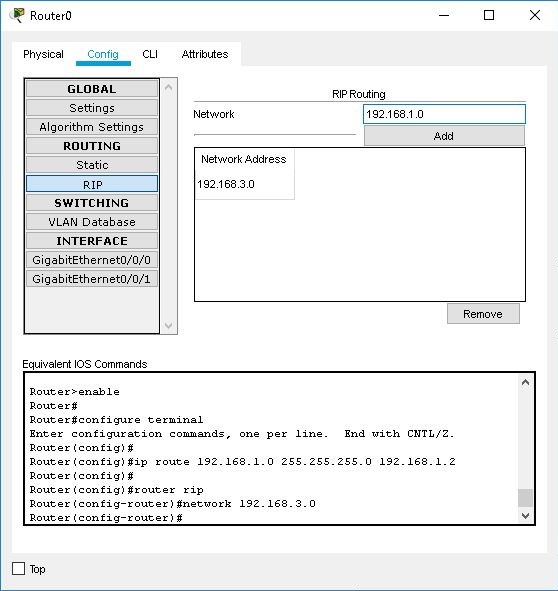 Router0
Physical Config CLI Attributes
GLOBAL
Settings
Algorithm Settings
ROUTING
Static
RIP
SWITCHING
VLAN Database
INTERFACE
GigabitEthernet0/0/0
GigabitEthernet0/0/1
RIP Routing
Network 192.168.1.0
Add
Network Address
192.168.3.0
Remove
Equivalent IOS Commands
Router>enable
Router#
Router#configure terminal
Enter configuration commands, one per line.  End with CNTL/Z.
Router(config)#
Router(config)#ip route 192.168.1.0 255.255.255.0 192.168.1.2
Router(config)#
Router(config)#router rip
Router(config-router)#network 192.168.3.0
Router(config-router)#
Top